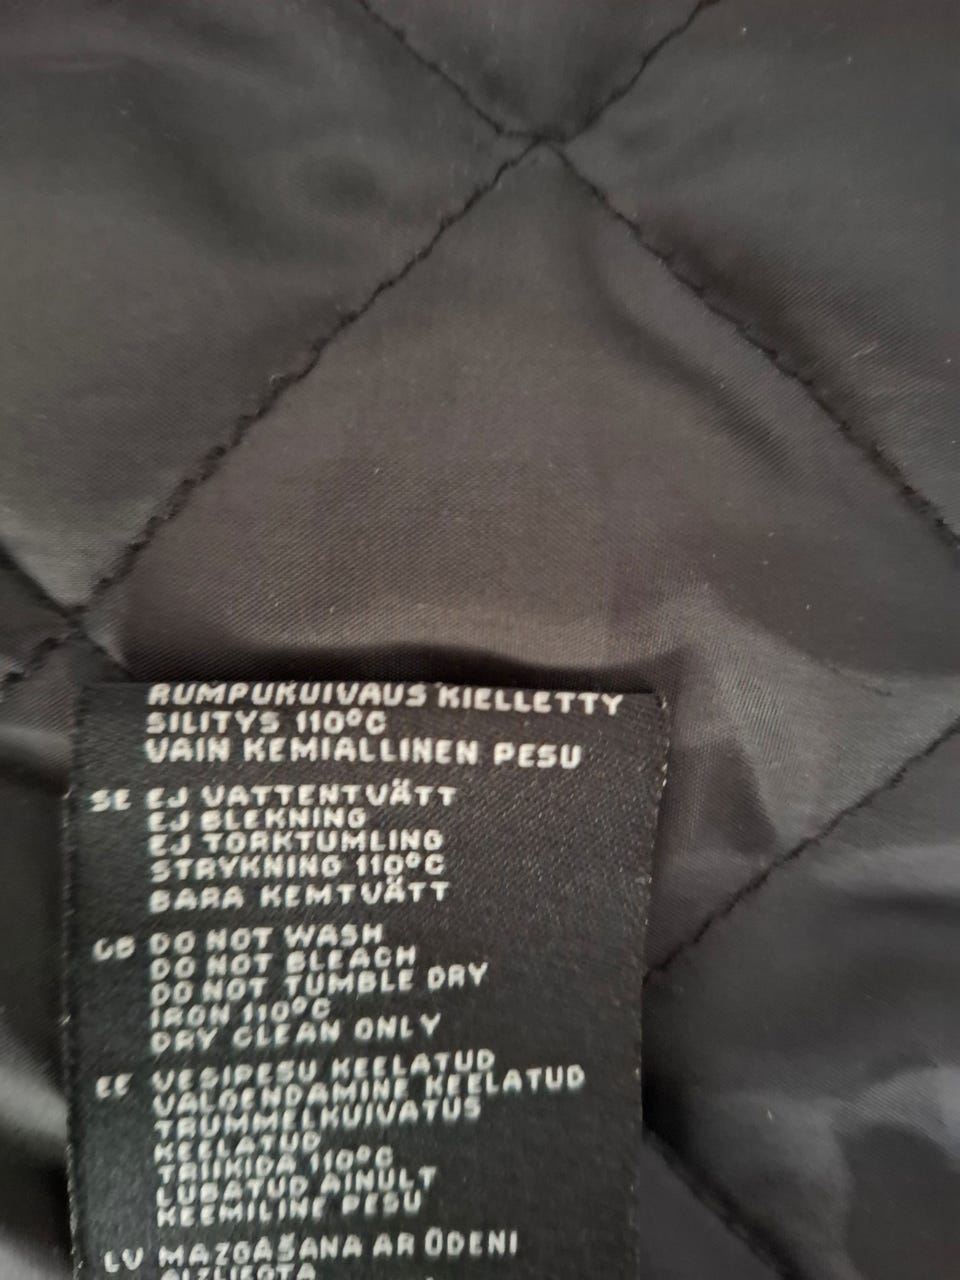 RUMPUKUIVAUS KIELLETTY
SILITYS 110°C
VAIN KEMIALLINEN PESU
SE EJ VATTENTVÄTT
EJ BLEKNING
EJ TORKTUMLING
STRYKNING 110°C
BARA KEMTVÄTT
GB DO NOT WASH
DO NOT BLEACH
DO NOT TUMBLE DRY
IRON 110°C
DRY CLEAN ONLY
EE VESIPESU KEELATUD
VALGENDAMINE KEELATUD
TRUMMELKUIVATUS
KEELATUD
TRIIKIDA 110°C
LUBATUD AINULT
KEEMILINE PESU
LV MAZGAŠANA AR ŪDENI
AIZLIEGTA